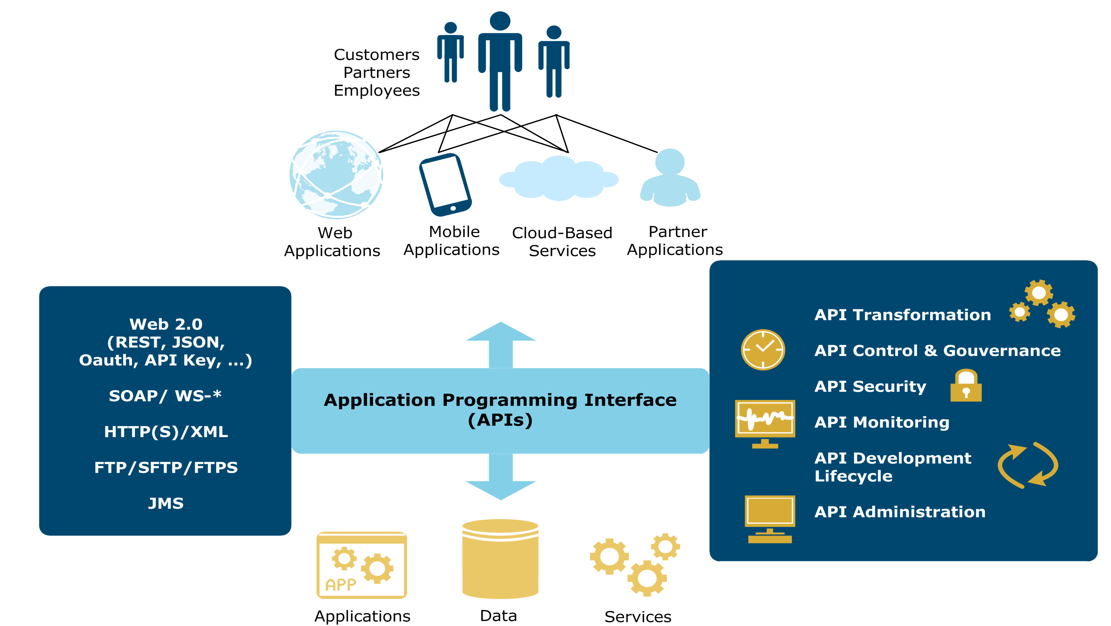 Customers
Partners
Employees
Web
Applications
Mobile
Applications
Cloud-Based
Services
Partner
Applications
Web 2.0
(REST, JSON,
Oauth, API Key, ...)
SOAP/ WS-*
HTTP(S)/XML
FTP/SFTP/FTPS
JMS
Application Programming Interface
(APIs)
API Transformation
API Control & Gouvernance
API Security
API Monitoring
API Development
Lifecycle
API Administration
APP
Applications
Data
Services